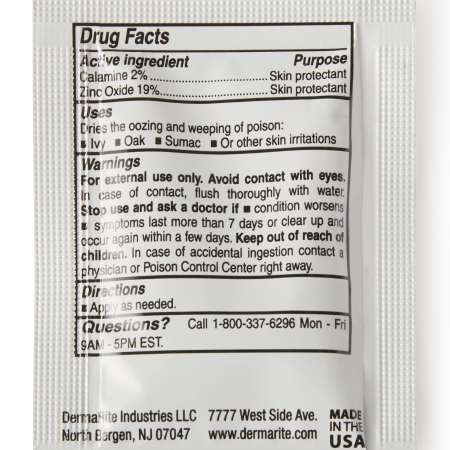 Drug Facts
Active ingredient Purpose
Calamine 2%........................................Skin protectant
Zinc Oxide 19%....................................Skin protectant
Uses
Dries the oozing and weeping of poison:
■ Ivy ■ Oak ■ Sumac ■ Or other skin irritations
Warnings
For external use only. Avoid contact with eyes.
In case of contact, flush thoroughly with water.
Stop use and ask a doctor if ■ condition worsens
■ symptoms last more than 7 days or clear up and
occur again within a few days. Keep out of reach of
children. In case of accidental ingestion contact a
physician or Poison Control Center right away.
Directions
■ Apply as needed.
Questions? Call 1-800-337-6296 Mon - Fri
9AM - 5PM EST.
DermaRite Industries LLC 7777 West Side Ave.
North Bergen, NJ 07047 www.dermarite.com
MADE
IN THE
USA